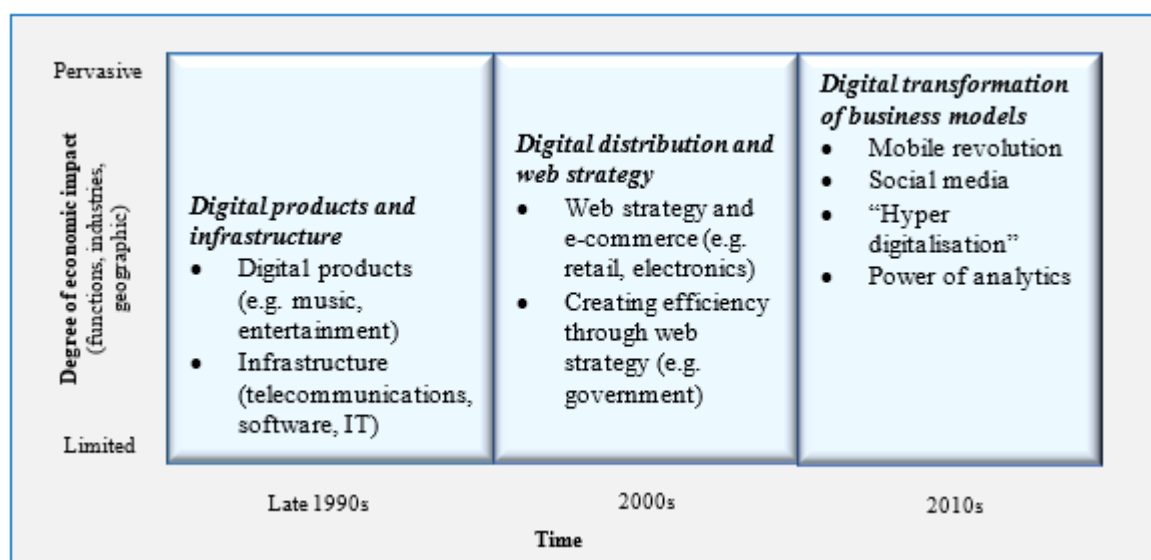 Pervasive
Degree of economic impact
(functions, industries,
geographic)
Limited
Digital products and
infrastructure
● Digital products
(e.g. music,
entertainment)
● Infrastructure
(telecommunications,
software, IT)
Digital distribution and
web strategy
● Web strategy and
e-commerce (e.g.
retail, electronics)
● Creating efficiency
through web
strategy (e.g.
government)
Digital transformation
of business models
● Mobile revolution
● Social media
● “Hyper
digitalisation”
● Power of analytics
Late 1990s
2000s
2010s
Time